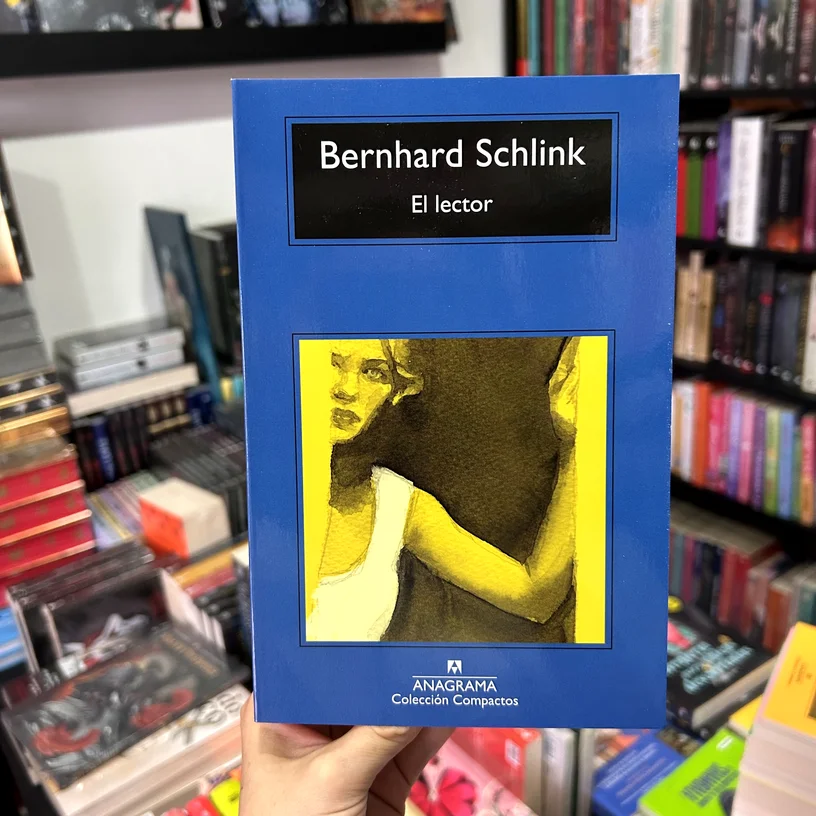 Bernhard Schlink
El lector
ANAGRAMA
Colección Compactos